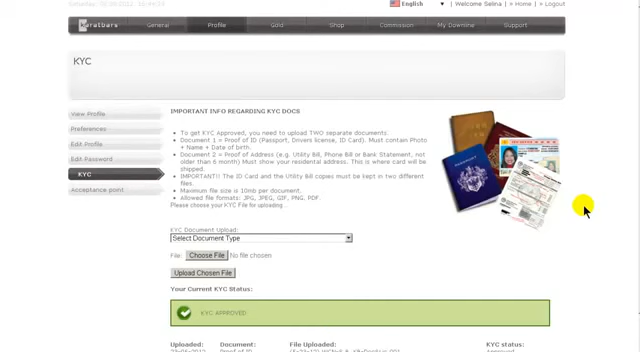 English
| Welcome Selina | » Home | » Logout
Karatbars
General
Profile
Gold
Shop
Commission
My Downline
Support
KYC
View Profile
Preferences
Edit Profile
Edit Password
KYC
Acceptance point
IMPORTANT INFO REGARDING KYC DOCS
• To get KYC Approved, you need to upload TWO separate documents.
• Document 1 = Proof of ID (Passport, Drivers license, ID Card). Must contain Photo
+ Name + Date of birth.
• Document 2 = Proof of Address (e.g. Utility Bill, Phone Bill or Bank Statement, not
older than 6 month) Must show your residential address. This is where card will be
shipped.
• IMPORTANT!! The ID Card and the Utility Bill copies must be kept in two different
files.
• Maximum file size is 10mb per document.
• Allowed file formats: JPG, JPEG, GIF, PNG. PDF.
Please choose your KYC File for uploading .
KYC Document Upload:
Select Document Type
File: Choose File No file chosen
Upload Chosen File
Your Current KYC Status:
KYC APPROVED
Uploaded: Document: File Uploaded: KYC status:
Proof of ID Approved